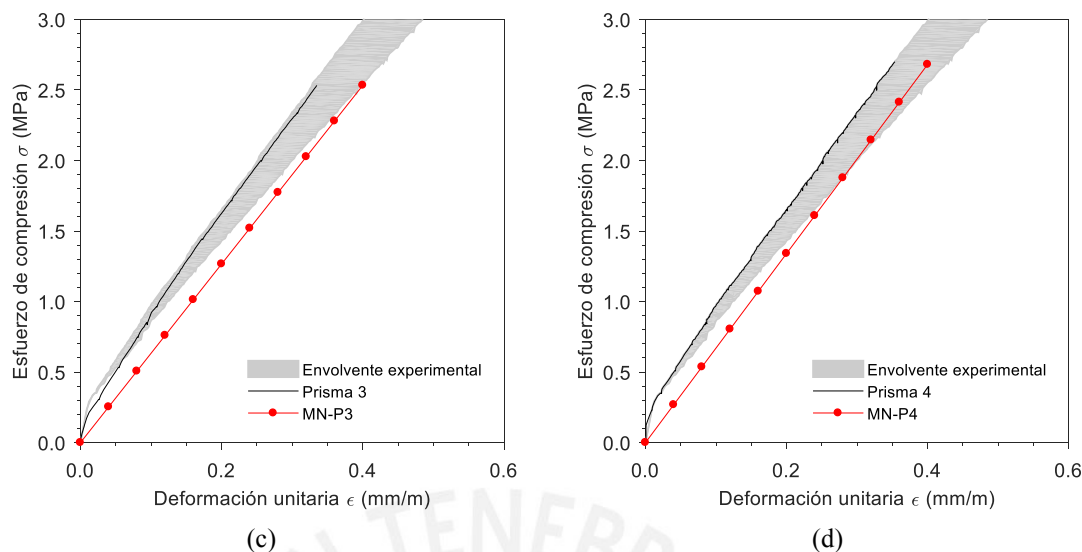 3.0
2.5
2.0
1.5
1.0
0.5
0.0
Esfuerzo de compresión σ (MPa)
Envolvente experimental
Prisma 3
MN-P3
0.0 0.2 0.4 0.6
Deformación unitaria ϵ (mm/m)
(c)
3.0
2.5
2.0
1.5
1.0
0.5
0.0
Esfuerzo de compresión σ (MPa)
Envolvente experimental
Prisma 4
MN-P4
0.0 0.2 0.4 0.6
Deformación unitaria ϵ (mm/m)
(d)
TENEBR